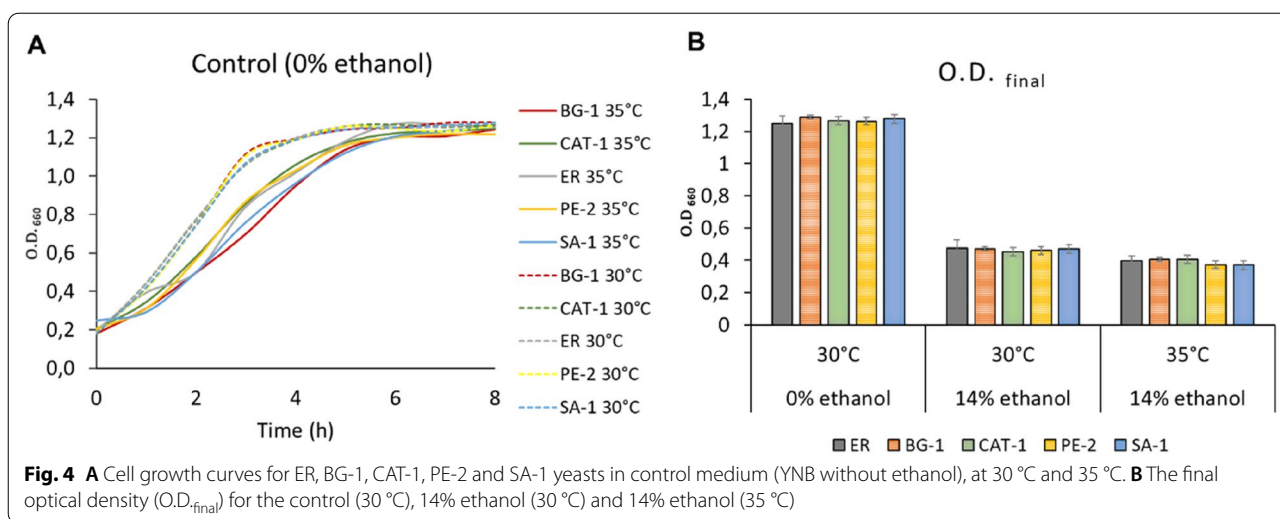 A
Control (0% ethanol)
O.D. 660
1,4
1,2
1,0
0,8
0,6
0,4
0,2
0,0
0 2 4 6 8
Time (h)
BG-1 35°C
CAT-1 35°C
ER 35°C
PE-2 35°C
SA-1 35°C
BG-1 30°C
CAT-1 30°C
ER 30°C
PE-2 30°C
SA-1 30°C
B
O.D. final
O.D 660
1,4
1,2
1
0,8
0,6
0,4
0,2
0
30°C 30°C 35°C
0% ethanol 14% ethanol 14% ethanol
ER BG-1 CAT-1 PE-2 SA-1
Fig. 4 A Cell growth curves for ER, BG-1, CAT-1, PE-2 and SA-1 yeasts in control medium (YNB without ethanol), at 30 °C and 35 °C. B The final
optical density (O.D.final) for the control (30 °C), 14% ethanol (30 °C) and 14% ethanol (35 °C)